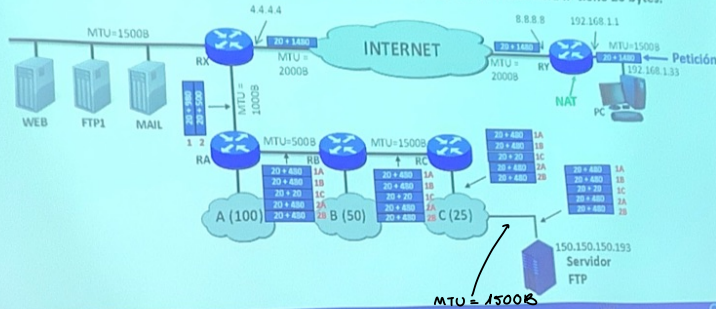 4.4.4.4
8.8.8.8
192.168.1.1
MTU=1500B
20 + 1480
INTERNET
20 + 1480
MTU=1500B
20 + 1480
Petición
RX
MTU =
2000B
MTU =
2000B
RY
192.168.1.33
NAT
PC
WEB
FTP1
MAIL
20 + 980
20 + 500
1 2
MTU =
1000B
RA
MTU=500B
RB
MTU=1500B
RC
20 + 480 1A
20 + 480 1B
20 + 20 1C
20 + 480 2A
20 + 480 2B
20 + 480 1A
20 + 480 1B
20 + 20 1C
20 + 480 2A
20 + 480 2B
20 + 480 1A
20 + 480 1B
20 + 20 1C
20 + 480 2A
20 + 480 2B
20 + 480 1A
20 + 480 1B
20 + 20 1C
20 + 480 2A
20 + 480 2B
A (100)
B (50)
C (25)
150.150.150.193
Servidor
FTP
MTU = 1500B